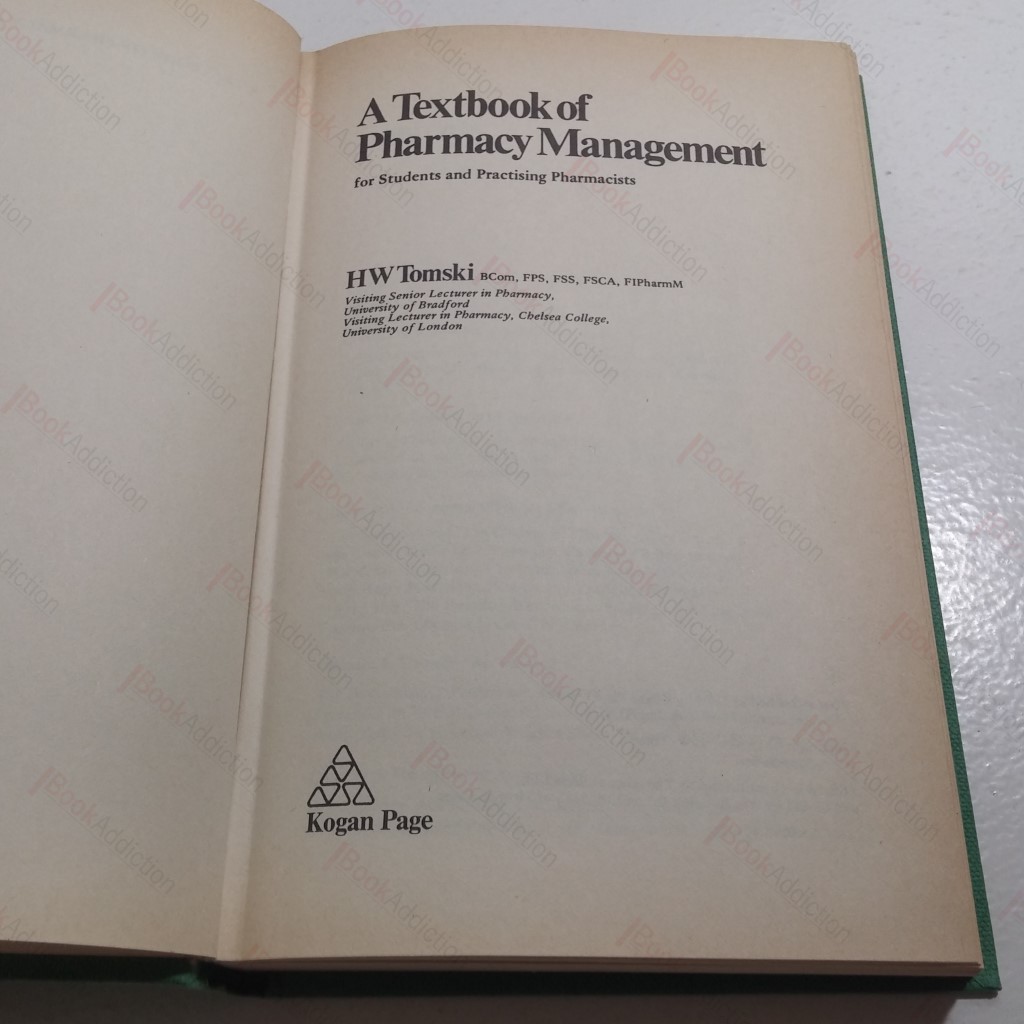 A Textbook of
Pharmacy Management
for Students and Practising Pharmacists
H W Tomski BCom, FPS, FSS, FSCA, FIPharmM
Visiting Senior Lecturer in Pharmacy,
University of Bradford
Visiting Lecturer in Pharmacy, Chelsea College,
University of London
Kogan Page
BookAddiction